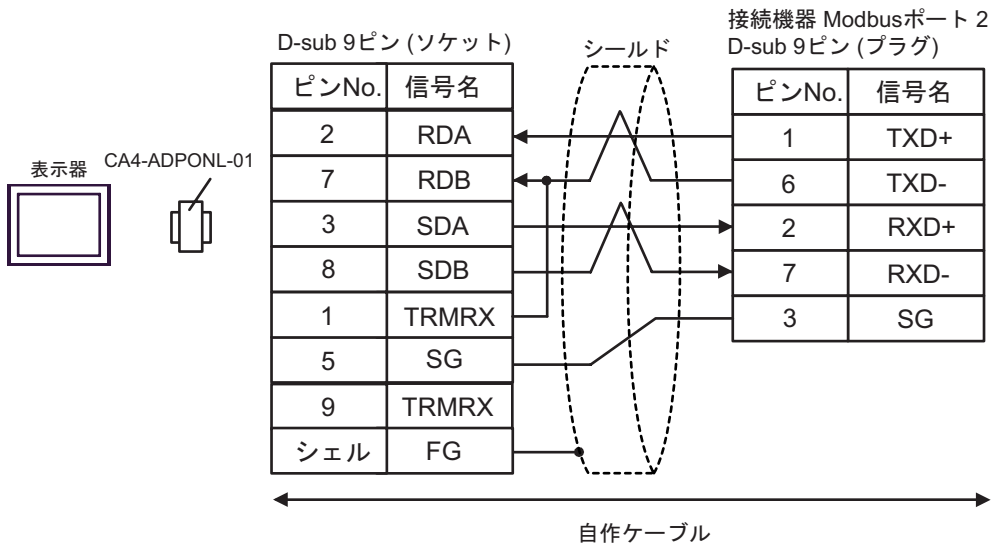 接続機器 Modbusポート 2
D-sub 9ピン (プラグ)
D-sub 9ピン (ソケット)
シールド
表示器
CA4-ADPONL-01
ピンNo. 信号名
2 RDA
7 RDB
3 SDA
8 SDB
1 TRMRX
5 SG
9 TRMRX
シェル FG
ピンNo. 信号名
1 TXD+
6 TXD-
2 RXD+
7 RXD-
3 SG
自作ケーブル